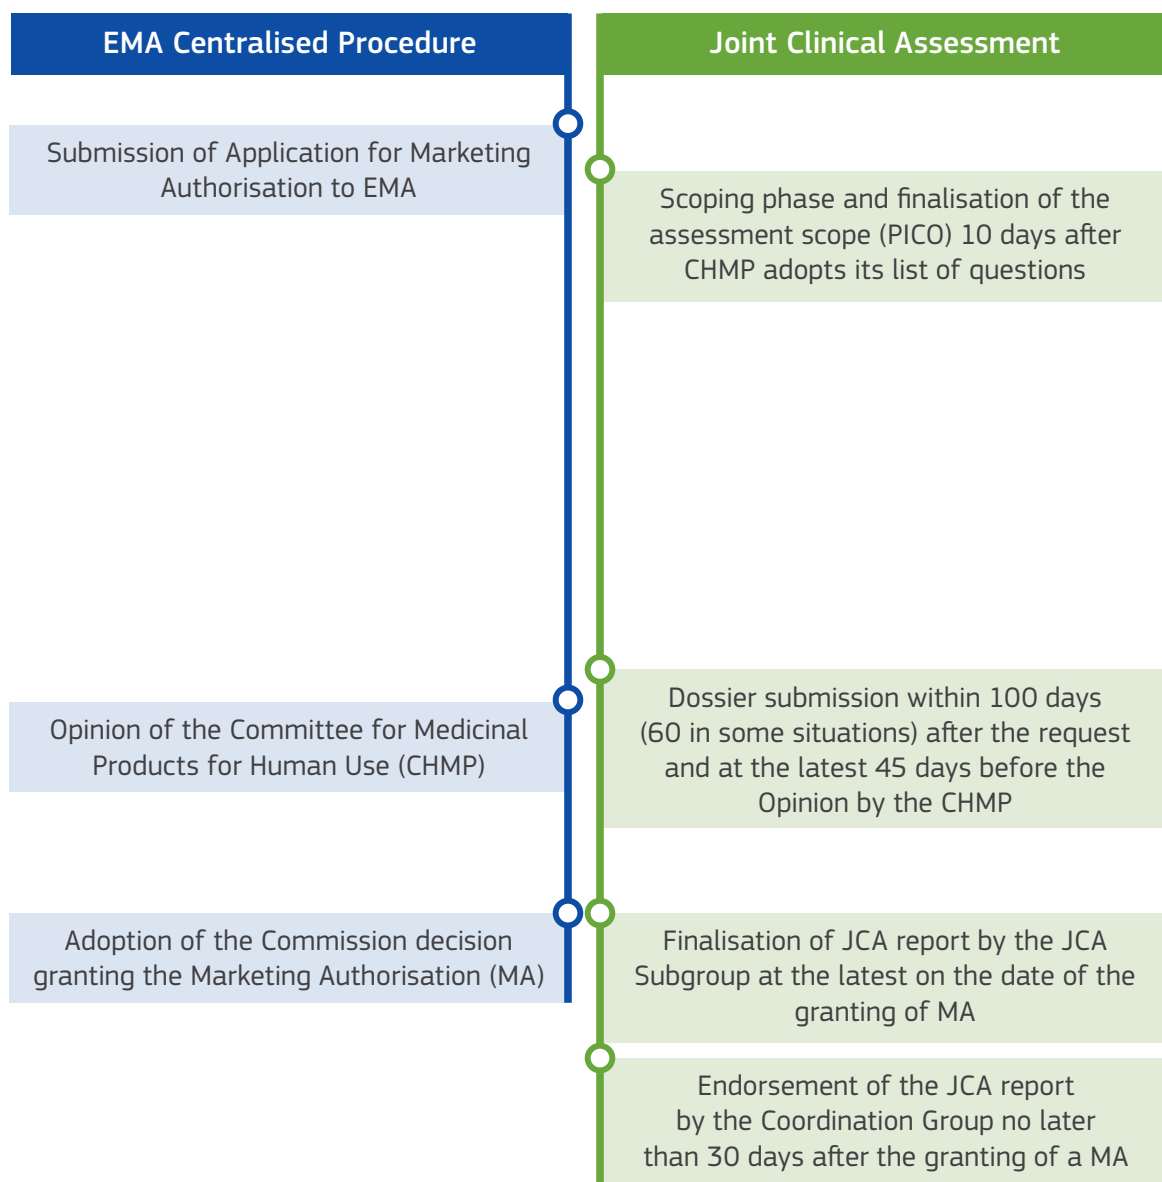 EMA Centralised Procedure
Joint Clinical Assessment
Submission of Application for Marketing
Authorisation to EMA
Scoping phase and finalisation of the
assessment scope (PICO) 10 days after
CHMP adopts its list of questions
Opinion of the Committee for Medicinal
Products for Human Use (CHMP)
Dossier submission within 100 days
(60 in some situations) after the request
and at the latest 45 days before the
Opinion by the CHMP
Adoption of the Commission decision
granting the Marketing Authorisation (MA)
Finalisation of JCA report by the JCA
Subgroup at the latest on the date of the
granting of MA
Endorsement of the JCA report
by the Coordination Group no later
than 30 days after the granting of a MA